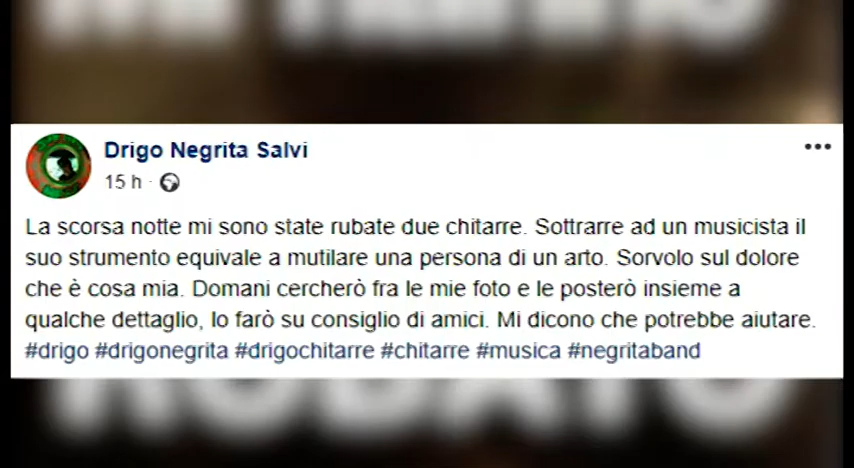 Drigo Negrita Salvi
15 h ·
La scorsa notte mi sono state rubate due chitarre. Sottrarre ad un musicista il
suo strumento equivale a mutilare una persona di un arto. Sorvolo sul dolore
che è cosa mia. Domani cercherò fra le mie foto e le posterò insieme a
qualche dettaglio, lo farò su consiglio di amici. Mi dicono che potrebbe aiutare.
#drigo #drigonegrita #drigochitarre #chitarre #musica #negritaband